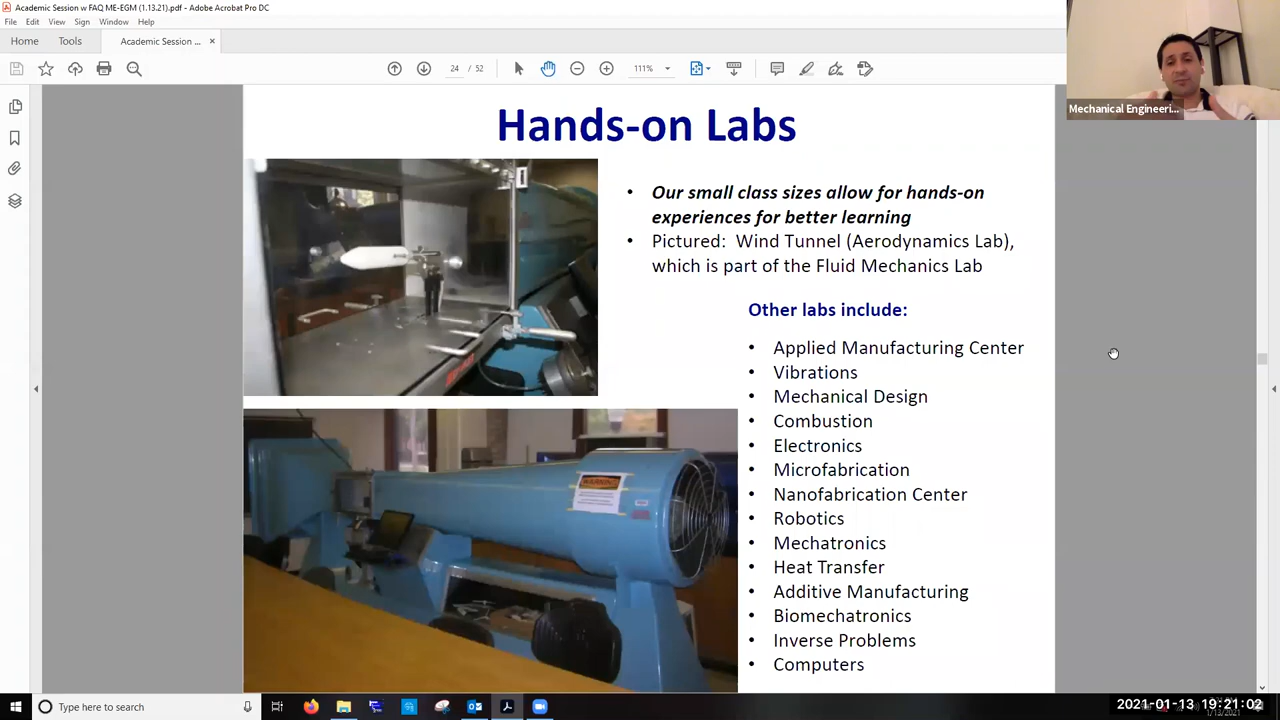 Academic Session w FAQ ME-EGM (1.13.21).pdf - Adobe Acrobat Pro DC
File Edit View Sign Window Help
Home Tools Academic Session ... ×
24 / 52 111%
Mechanical Engineeri...
Hands-on Labs
• Our small class sizes allow for hands-on
experiences for better learning
• Pictured: Wind Tunnel (Aerodynamics Lab),
which is part of the Fluid Mechanics Lab
Other labs include:
• Applied Manufacturing Center
• Vibrations
• Mechanical Design
• Combustion
• Electronics
• Microfabrication
• Nanofabrication Center
• Robotics
• Mechatronics
• Heat Transfer
• Additive Manufacturing
• Biomechatronics
• Inverse Problems
• Computers
WARNING
Type here to search
2021-01-13 19:21:02